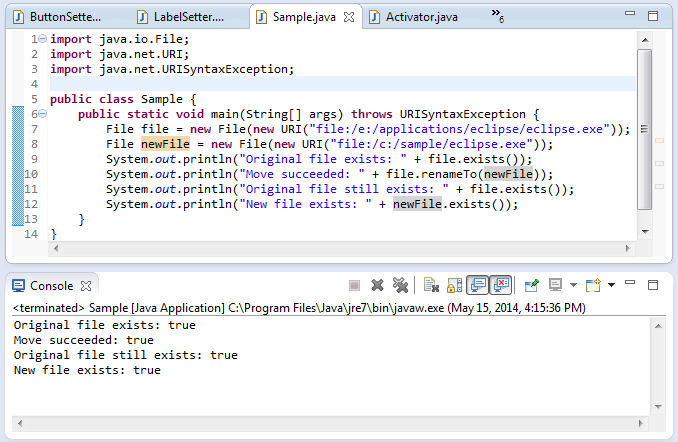 ButtonSette... LabelSetter.... Sample.java Activator.java »6
1 import java.io.File;
2 import java.net.URI;
3 import java.net.URISyntaxException;
4
5 public class Sample {
6 public static void main(String[] args) throws URISyntaxException {
7 File file = new File(new URI("file:/e:/applications/eclipse/eclipse.exe"));
8 File newFile = new File(new URI("file:/c:/sample/eclipse.exe"));
9 System.out.println("Original file exists: " + file.exists());
10 System.out.println("Move succeeded: " + file.renameTo(newFile));
11 System.out.println("Original file still exists: " + file.exists());
12 System.out.println("New file exists: " + newFile.exists());
13 }
14 }
Console
<terminated> Sample [Java Application] C:\Program Files\Java\jre7\bin\javaw.exe (May 15, 2014, 4:15:36 PM)
Original file exists: true
Move succeeded: true
Original file still exists: true
New file exists: true